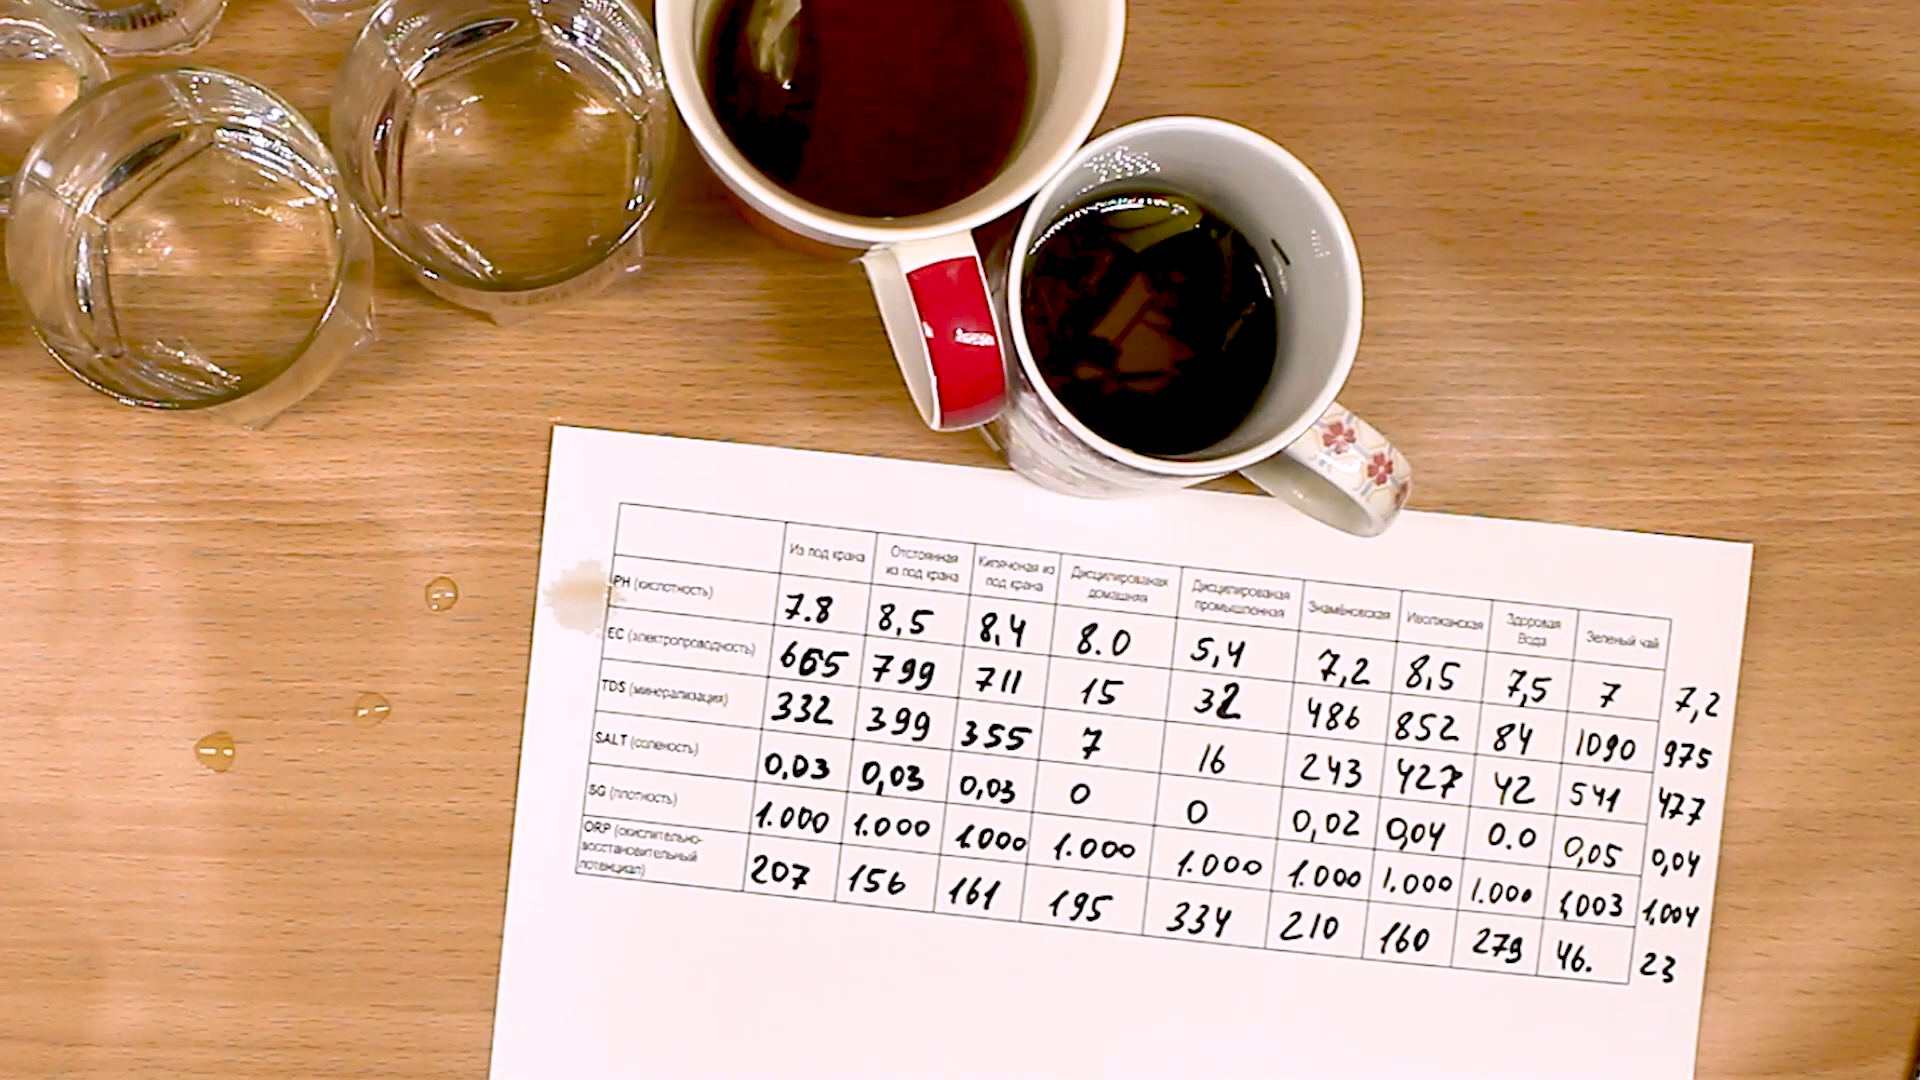 Из под крана Отстоянная из под крана Кипяченая из под крана Дисцилированая домашняя Дисцилированая промышленная Знамёновская Иволжанская Здоровая Вода Зеленый чай
PH (кислотность) 7.8 8,5 8,4 8.0 5,4 7,2 8,5 7,5 7 7,2
EC (электропроводность) 665 799 711 15 32 486 852 84 1090 975
TDS (минерализация) 332 399 355 7 16 243 427 42 541 477
SALT (соленость) 0,03 0,03 0,03 0 0 0,02 0,04 0.0 0,05 0,04
SG (плотность) 1.000 1.000 1.000 1.000 1.000 1.000 1.000 1.000 1,003 1.004
ORP (окислительно-восстановительный потенциал) 207 156 161 195 334 210 160 279 46. 23